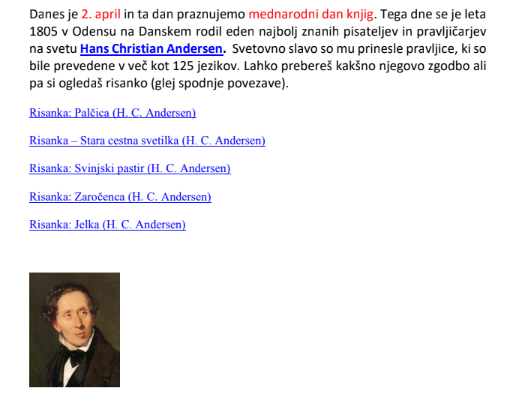 Danes je 2. april in ta dan praznujemo mednarodni dan knjig. Tega dne se je leta
1805 v Odensu na Danskem rodil eden najbolj znanih pisateljev in pravljičarjev
na svetu Hans Christian Andersen. Svetovno slavo so mu prinesle pravljice, ki so
bile prevedene v več kot 125 jezikov. Lahko prebereš kakšno njegovo zgodbo ali
pa si ogledaš risanko (glej spodnje povezave).
Risanka: Palčica (H. C. Andersen)
Risanka – Stara cestna svetilka (H. C. Andersen)
Risanka: Svinjski pastir (H. C. Andersen)
Risanka: Zaročenca (H. C. Andersen)
Risanka: Jelka (H. C. Andersen)